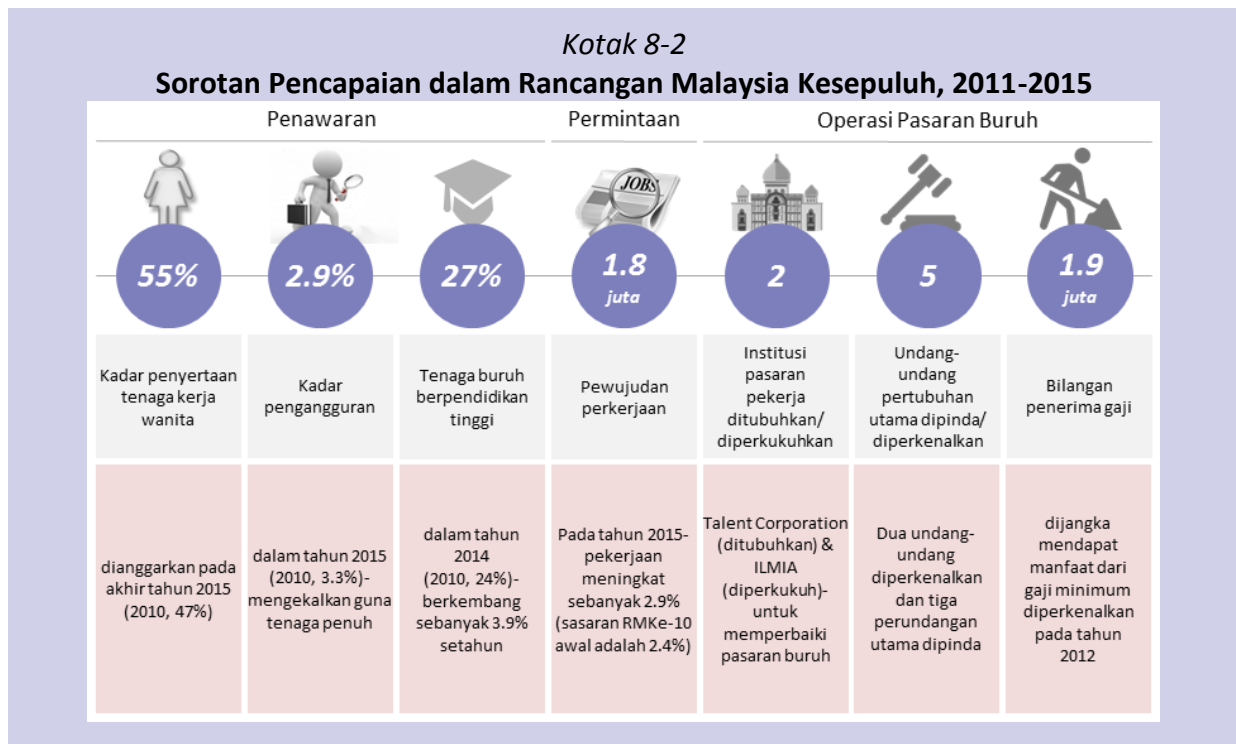 Kotak 8-2
Sorotan Pencapaian dalam Rancangan Malaysia Kesepuluh, 2011-2015
Penawaran
Permintaan
Operasi Pasaran Buruh
JOBS
55%
2.9%
27%
1.8
juta
2
5
1.9
juta
Kadar penyertaan
tenaga kerja
wanita
Kadar
pengangguran
Tenaga buruh
berpendidikan
tinggi
Pewujudan
perkerjaan
Institusi
pasaran
pekerja
ditubuhkan/
diperkukuhkan
Undang-
undang
pertubuhan
utama dipinda/
diperkenalkan
Bilangan
penerima gaji
dianggarkan pada
akhir tahun 2015
(2010, 47%)
dalam tahun 2015
(2010, 3.3%)-
mengekalkan guna
tenaga penuh
dalam tahun
2014
(2010, 24%)-
berkembang
sebanyak 3.9%
setahun
Pada tahun 2015-
pekerjaan
meningkat
sebanyak 2.9%
(sasaran RMKe-10
awal adalah 2.4%)
Talent Corporation
(ditubuhkan) &
ILMIA
(diperkukuh)-
untuk
memperbaiki
pasaran buruh
Dua undang-
undang
diperkenalkan
dan tiga
perundangan
utama dipinda
dijangka
mendapat
manfaat dari
gaji minimum
diperkenalkan
pada tahun
2012